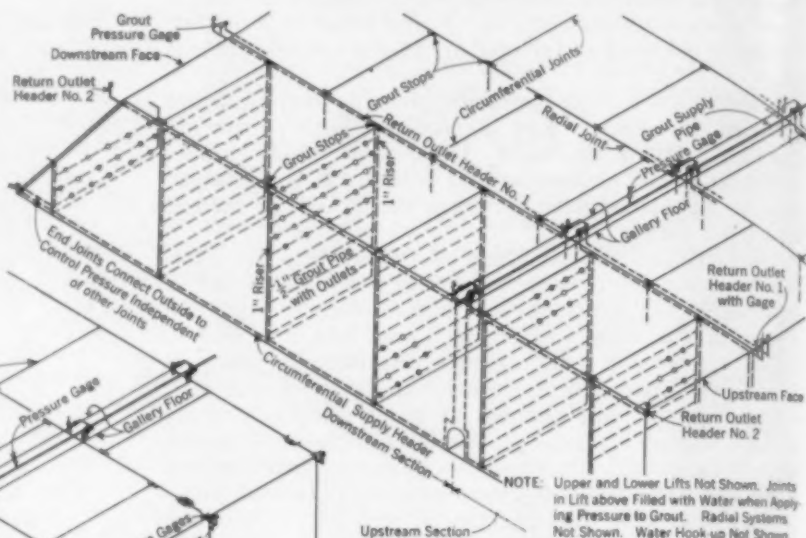 Grout
Pressure Gage
Downstream Face
Return Outlet
Header No. 2
Grout Stops
Circumferential Joints
Radial Joint
Grout Supply
Pipe
Pressure Gage
Gallery Floor
Grout Stops
Return Outlet Header No. 1
1" Riser
1" Riser
½" Grout Pipe
with Outlets
End Joints Connect Outside to
Control Pressure Independent
of other Joints
Return Outlet
Header No. 1
with Gage
Upstream Face
Return Outlet
Header No. 2
Circumferential Supply Header
Downstream Section
Upstream Section
Pressure Gage
Gallery Floor
Gages
NOTE: Upper and Lower Lifts Not Shown. Joints
in Lift above Filled with Water when Apply-
ing Pressure to Grout. Radial Systems
Not Shown. Water Hook-up Not Shown